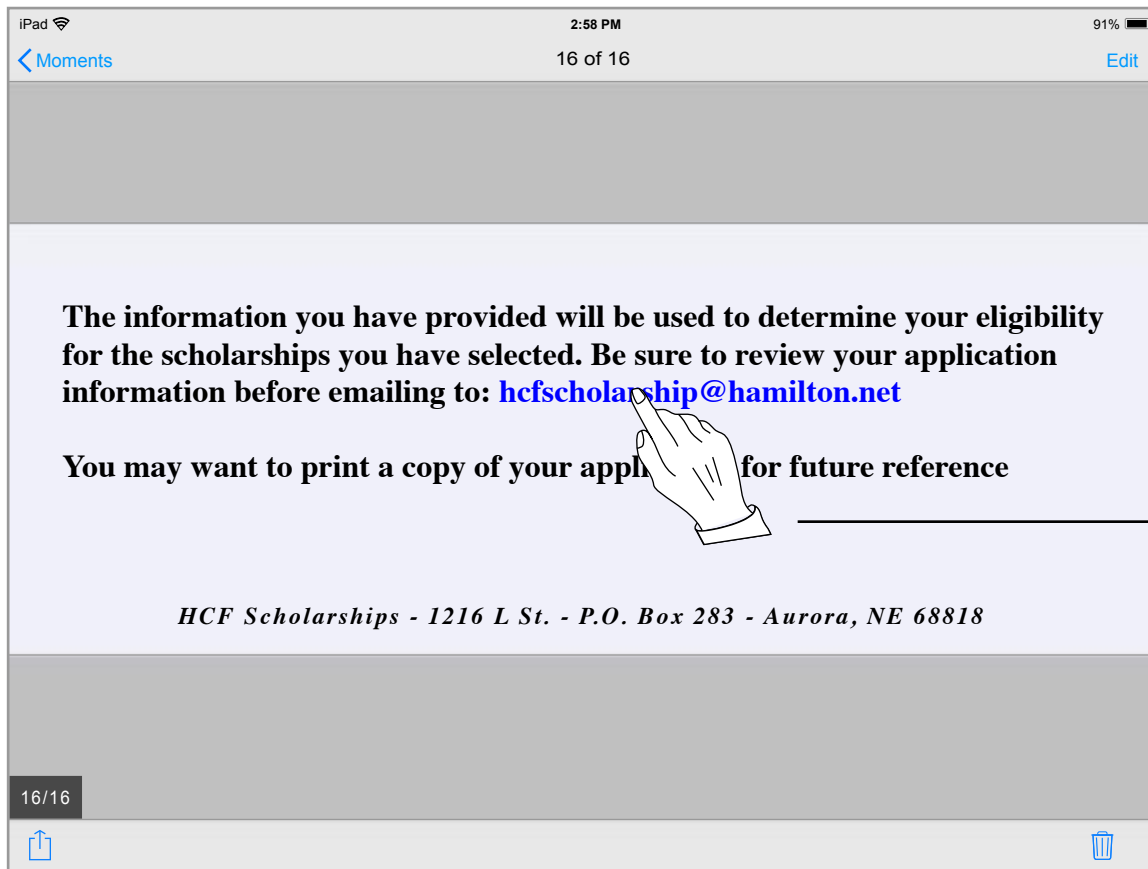 iPad
2:58 PM
91%
Moments
16 of 16
Edit
The information you have provided will be used to determine your eligibility
for the scholarships you have selected. Be sure to review your application
information before emailing to: hcfscholarship@hamilton.net
You may want to print a copy of your appli for future reference
HCF Scholarships - 1216 L St. - P.O. Box 283 - Aurora, NE 68818
16/16